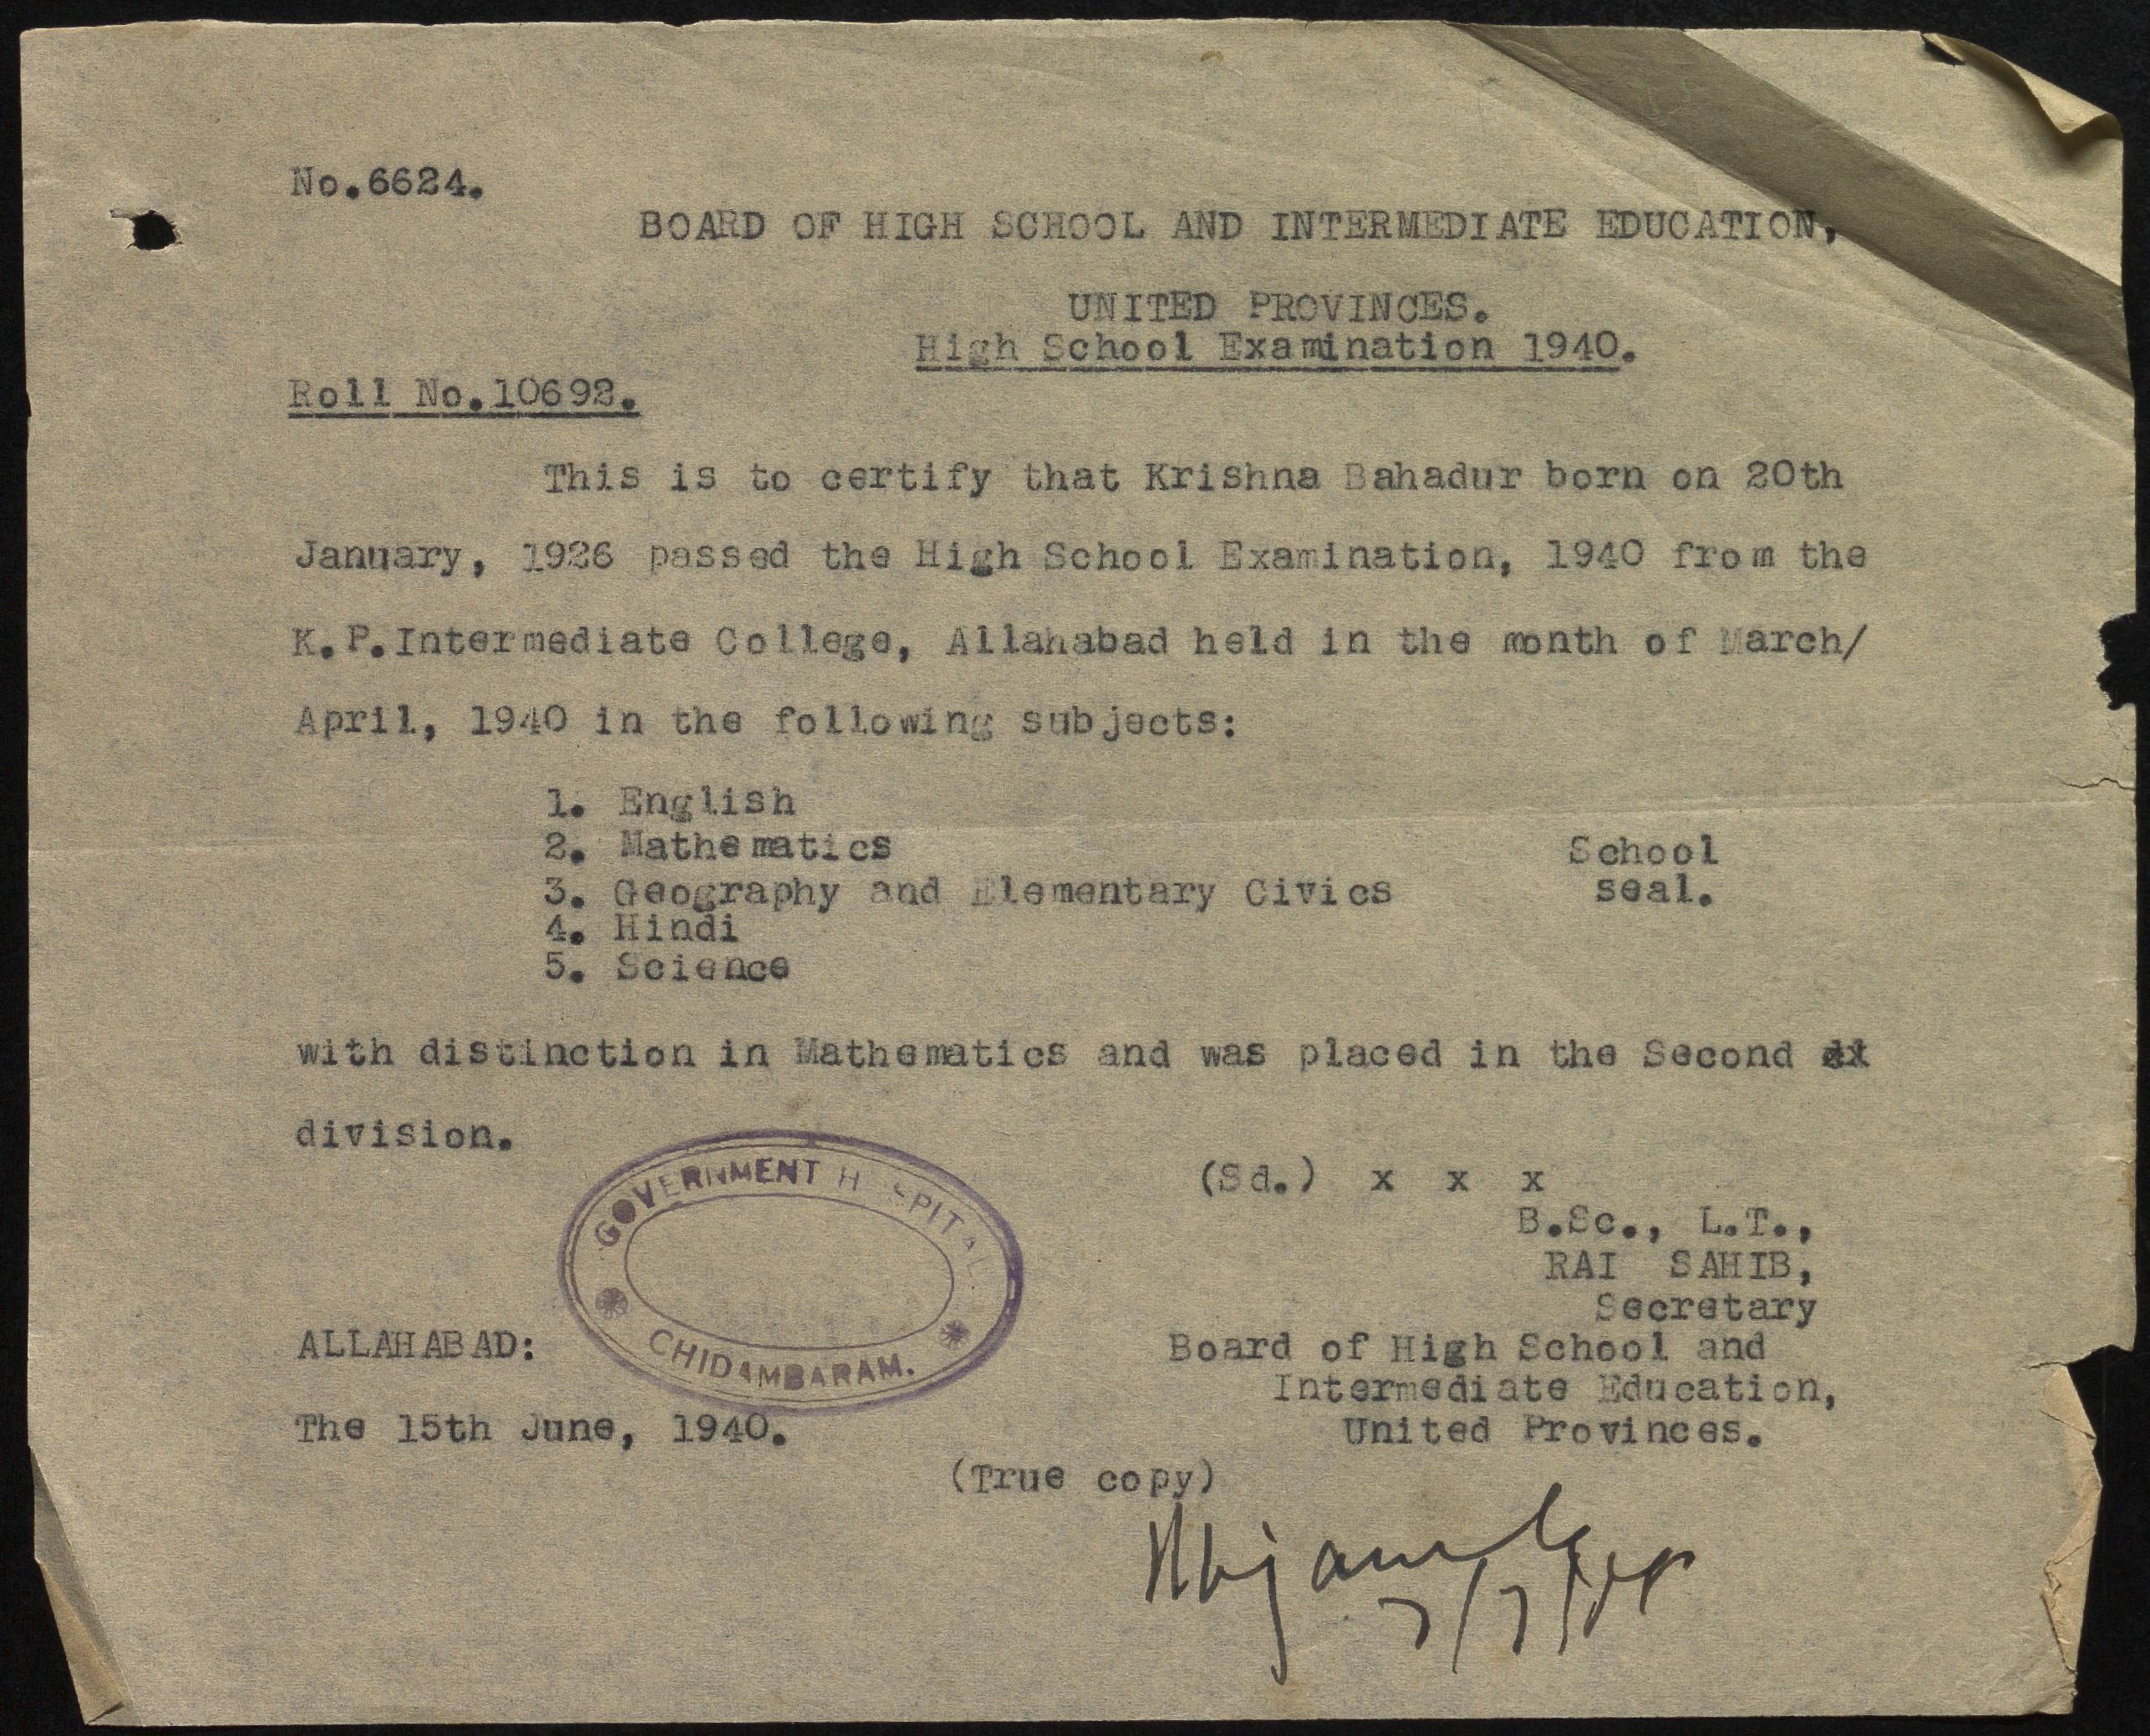 No.6624.
BOARD OF HIGH SCHOOL AND INTERMEDIATE EDUCATION,
UNITED PROVINCES.
High School Examination 1940.
Roll No.10692.
This is to certify that Krishna Bahadur born on 20th
January, 1926 passed the High School Examination, 1940 from the
K.P.Intermediate College, Allahabad held in the month of March/
April, 1940 in the following subjects:
1. English
2. Mathematics
3. Geography and Elementary Civics
4. Hindi
5. Science
School
seal.
with distinction in Mathematics and was placed in the Second
division.
(Sd.) x x x
B.Sc., L.T.,
RAI SAHIB,
Secretary
Board of High School and
Intermediate Education,
United Provinces.
GOVERNMENT HOSPITAL
CHIDAMBARAM.
ALLAHABAD:
The 15th June, 1940.
(True copy)